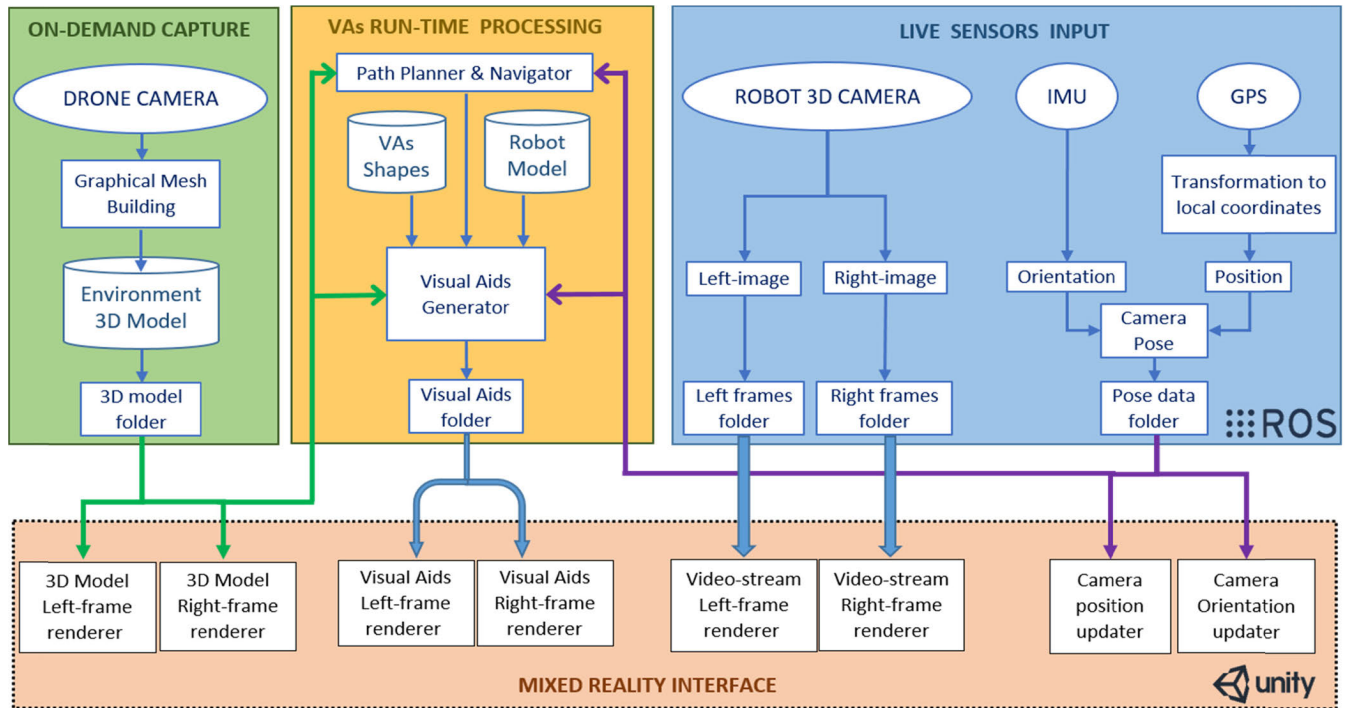 ON-DEMAND CAPTURE
DRONE CAMERA
Graphical Mesh
Building
Environment
3D Model
3D model
folder
VAs RUN-TIME PROCESSING
Path Planner & Navigator
VAs
Shapes
Robot
Model
Visual Aids
Generator
Visual Aids
folder
LIVE SENSORS INPUT
ROBOT 3D CAMERA
IMU
GPS
Transformation to
local coordinates
Left-image
Right-image
Orientation
Position
Camera
Pose
Left frames
folder
Right frames
folder
Pose data
folder
ROS
3D Model
Left-frame
renderer
3D Model
Right-frame
renderer
Visual Aids
Left-frame
renderer
Visual Aids
Right-frame
renderer
Video-stream
Left-frame
renderer
Video-stream
Right-frame
renderer
Camera
position
updater
Camera
Orientation
updater
MIXED REALITY INTERFACE
unity